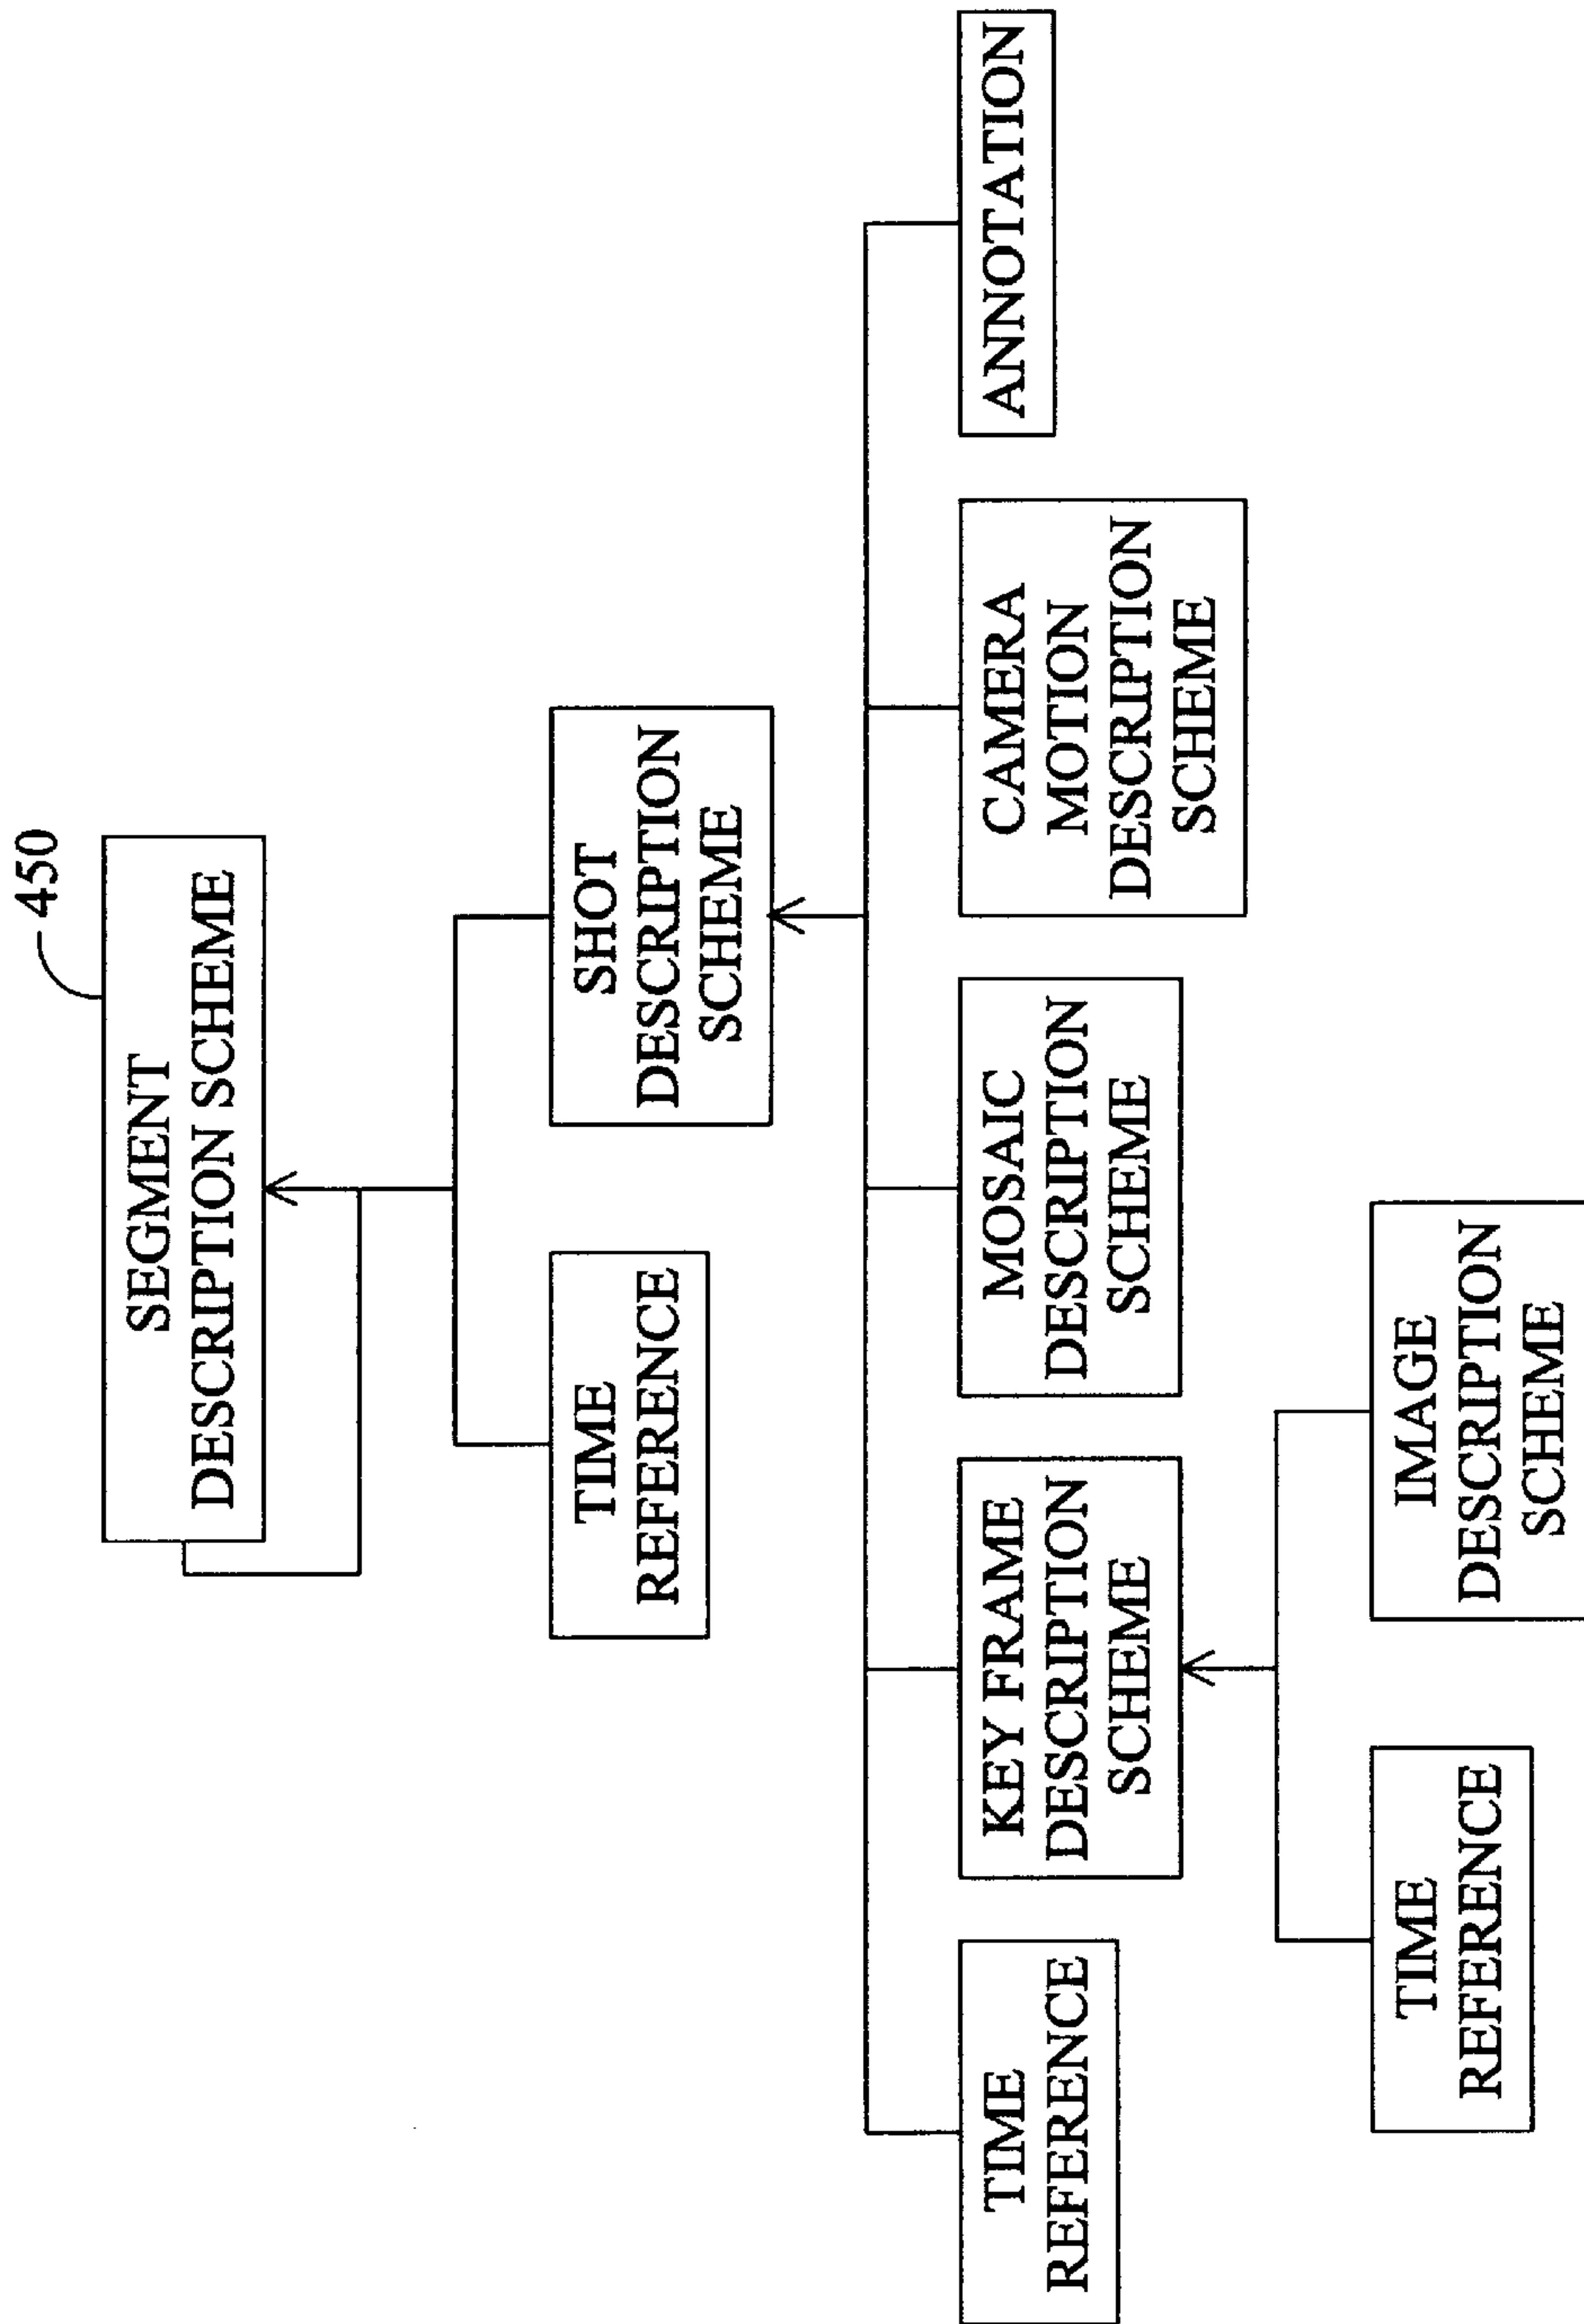 450
SEGMENT
DESCRIPTION SCHEME
TIME
REFERENCE
SHOT
DESCRIPTION
SCHEME
TIME
REFERENCE
KEY FRAME
DESCRIPTION
SCHEME
MOSAIC
DESCRIPTION
SCHEME
CAMERA
MOTION
DESCRIPTION
SCHEME
ANNOTATION
TIME
REFERENCE
IMAGE
DESCRIPTION
SCHEME